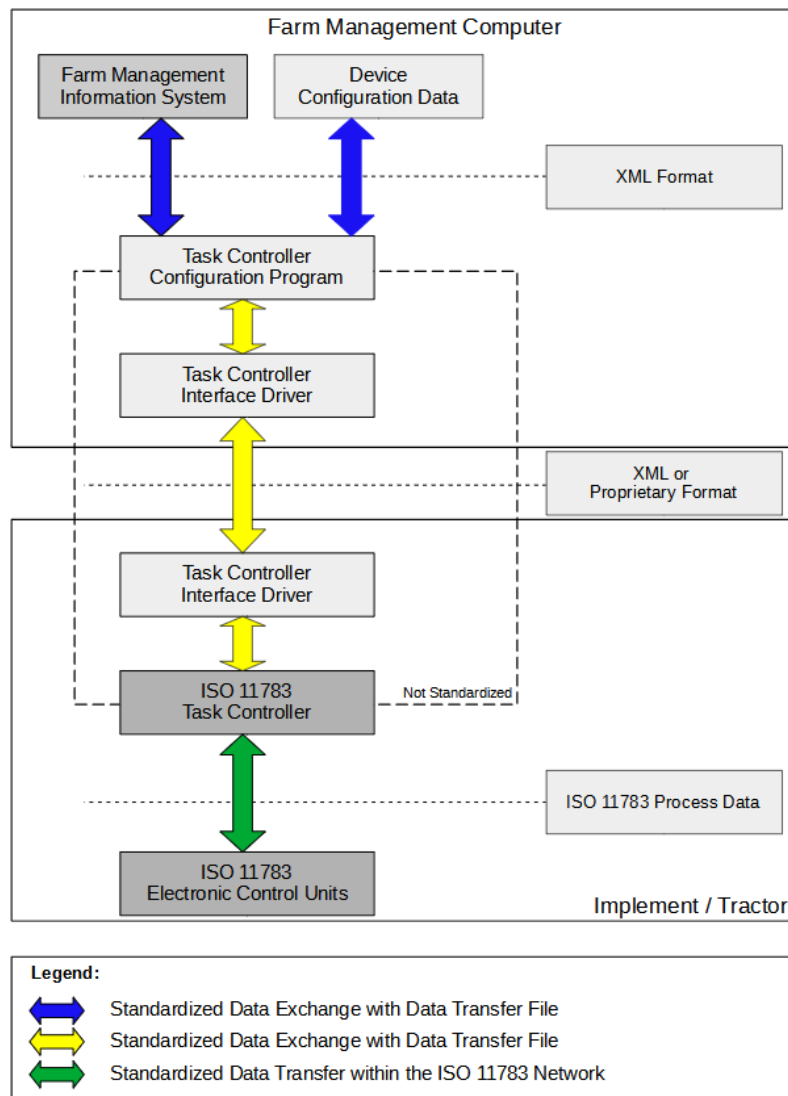 Farm Management Computer
Farm Management
Information System
Device
Configuration Data
XML Format
Task Controller
Configuration Program
Task Controller
Interface Driver
XML or
Proprietary Format
Task Controller
Interface Driver
ISO 11783
Task Controller
Not Standardized
ISO 11783 Process Data
ISO 11783
Electronic Control Units
Implement / Tractor
Legend:
Standardized Data Exchange with Data Transfer File
Standardized Data Exchange with Data Transfer File
Standardized Data Transfer within the ISO 11783 Network